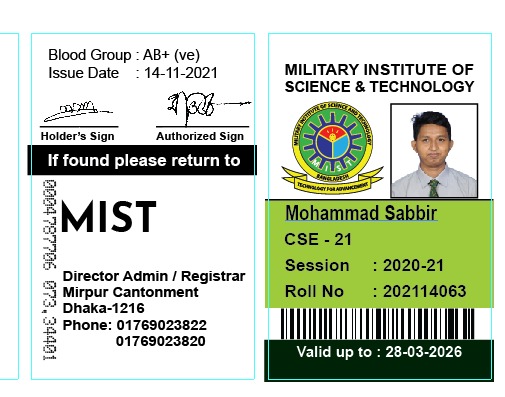 Blood Group : AB+ (ve)
Issue Date : 14-11-2021
Holder's Sign
Authorized Sign
If found please return to
0004787706 073,34401
MIST
Director Admin / Registrar
Mirpur Cantonment
Dhaka-1216
Phone: 01769023822
01769023820
MILITARY INSTITUTE OF
SCIENCE & TECHNOLOGY
MILITARY INSTITUTE OF SCIENCE AND TECHNOLOGY
MIST
BANGLADESH
TECHNOLOGY FOR ADVANCEMENT
Mohammad Sabbir
CSE - 21
Session : 2020-21
Roll No : 202114063
Valid up to : 28-03-2026